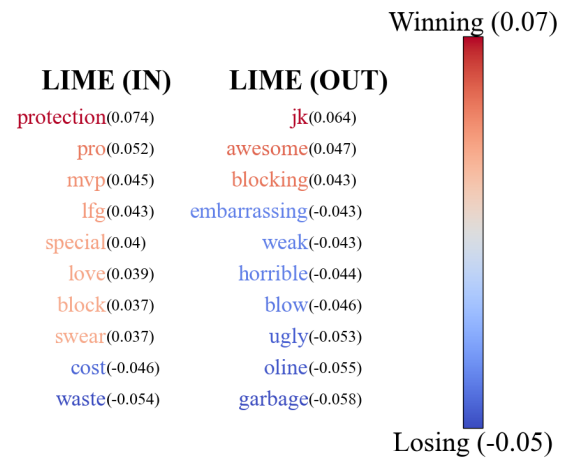 Winning (0.07)
LIME (IN) LIME (OUT)
protection(0.074) jk(0.064)
pro(0.052) awesome(0.047)
mvp(0.045) blocking(0.043)
lfg(0.043) embarrassing(-0.043)
special(0.04) weak(-0.043)
love(0.039) horrible(-0.044)
block(0.037) blow(-0.046)
swear(0.037) ugly(-0.053)
cost(-0.046) oline(-0.055)
waste(-0.054) garbage(-0.058)
Losing (-0.05)